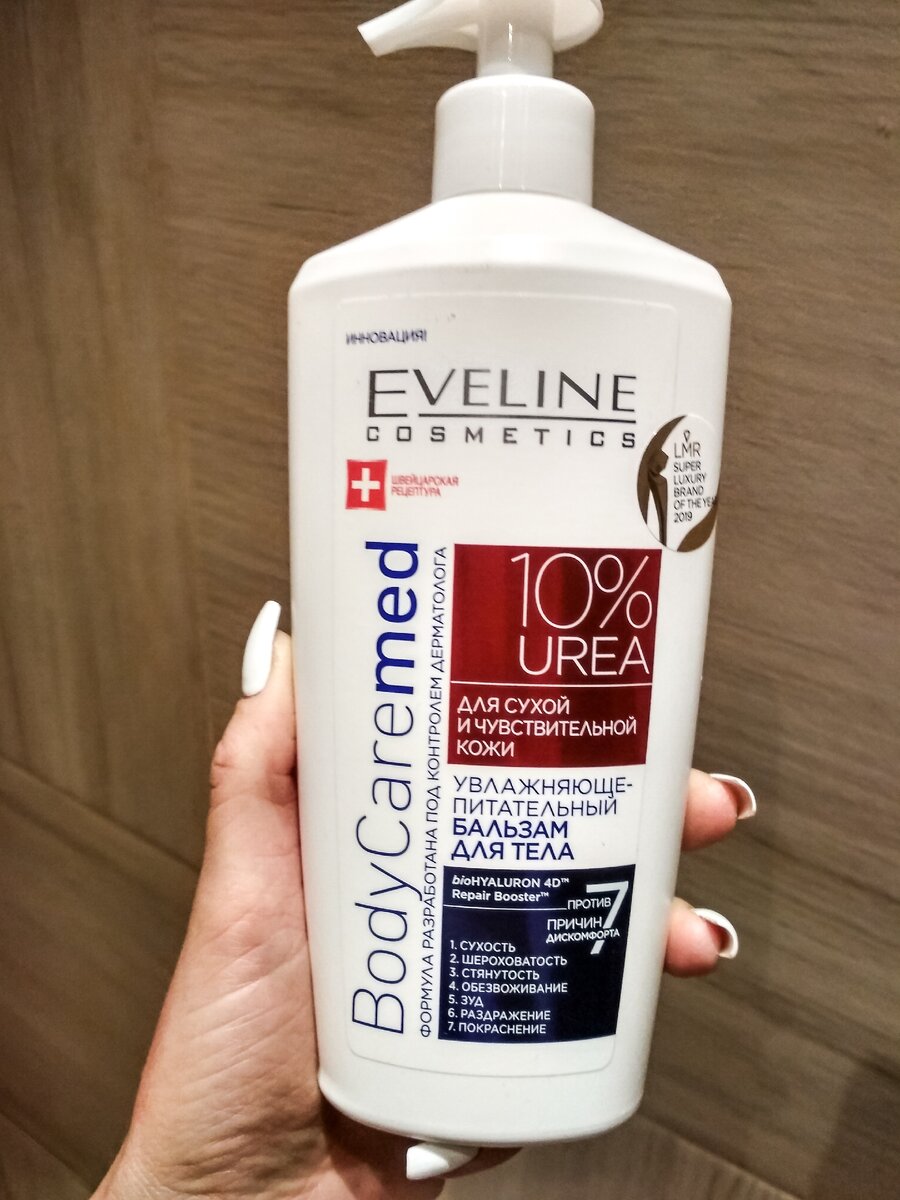 ИННОВАЦИЯ!
EVELINE
COSMETICS
ШВЕЙЦАРСКАЯ
РЕЦЕПТУРА
LMR
SUPER
LUXURY
BRAND
OF THE YEA
2019
BodyCaremed
ФОРМУЛА РАЗРАБОТАНА ПОД КОНТРОЛЕМ ДЕРМАТОЛОГА
10%
UREA
ДЛЯ СУХОЙ
И ЧУВСТВИТЕЛЬНОЙ
КОЖИ
УВЛАЖНЯЮЩЕ-
ПИТАТЕЛЬНЫЙ
БАЛЬЗАМ
ДЛЯ ТЕЛА
bioHYALURON 4D™
Repair Booster™
ПРОТИВ 7
ПРИЧИН
ДИСКОМФОРТА
1. СУХОСТЬ
2. ШЕРОХОВАТОСТЬ
3. СТЯНУТОСТЬ
4. ОБЕЗВОЖИВАНИЕ
5. ЗУД
6. РАЗДРАЖЕНИЕ
7. ПОКРАСНЕНИЕ